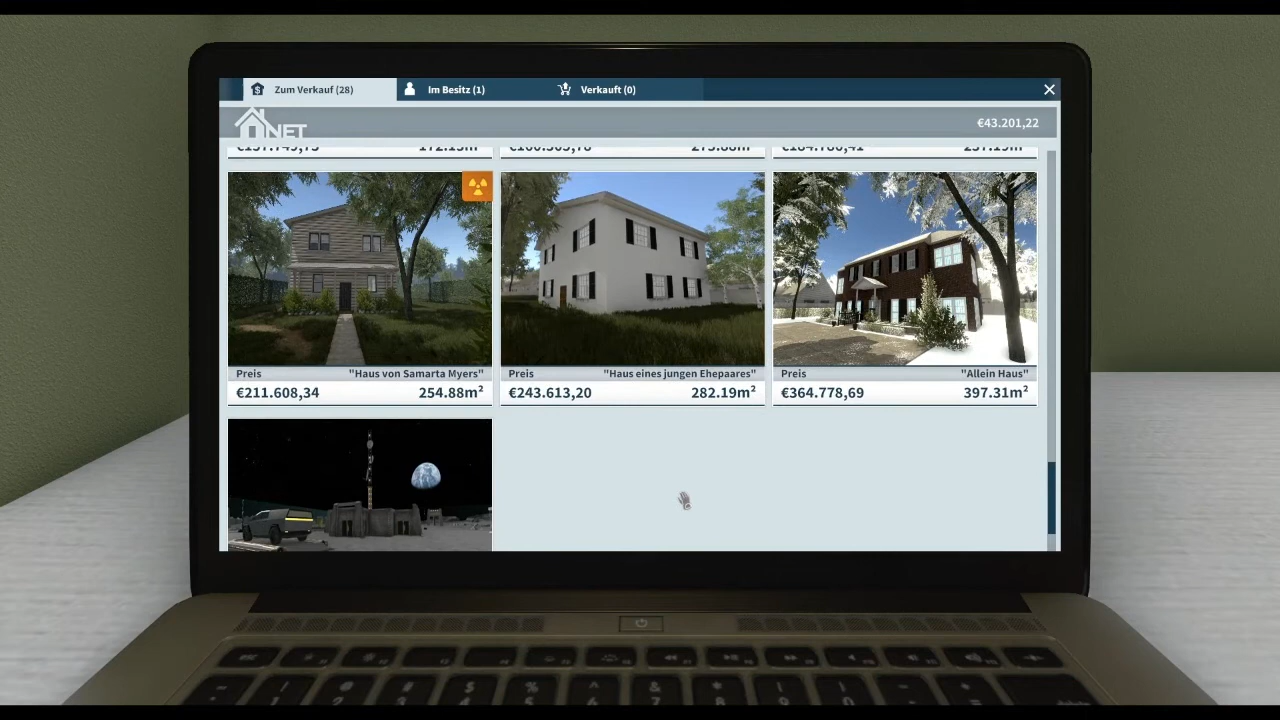 Zum Verkauf (28)
Im Besitz (1)
Verkauft (0)
NET
€43.201,22
Preis "Haus von Samarta Myers"
€211.608,34 254.88m²
Preis "Haus eines jungen Ehepaares"
€243.613,20 282.19m²
Preis "Allein Haus"
€364.778,69 397.31m²